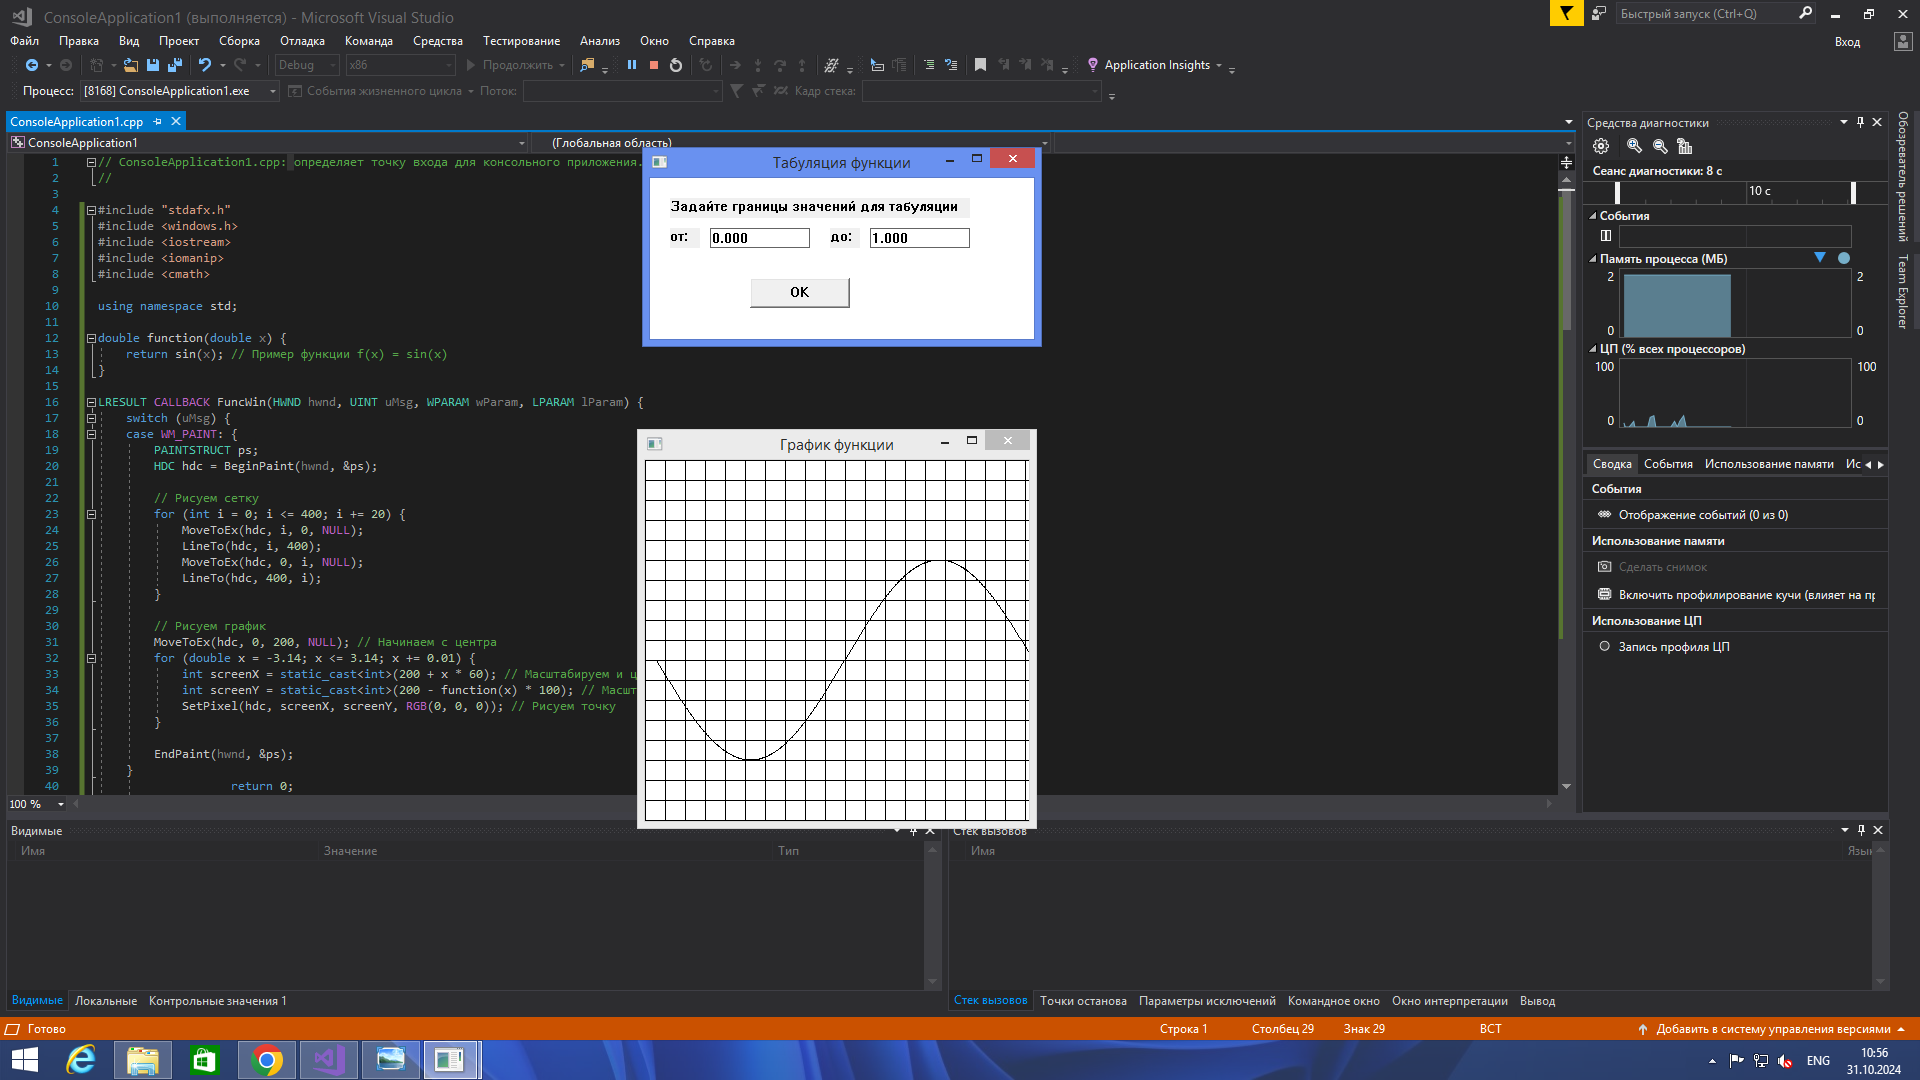 ConsoleApplication1 (выполняется) - Microsoft Visual Studio
Быстрый запуск (Ctrl+Q)
Файл Правка Вид Проект Сборка Отладка Команда Средства Тестирование Анализ Окно Справка
Вход
Debug x86 Продолжить Application Insights
Процесс: [8168] ConsoleApplication1.exe События жизненного цикла Поток: Кадр стека:
ConsoleApplication1.cpp
ConsoleApplication1 (Глобальная область)
1 // ConsoleApplication1.cpp: определяет точку входа для консольного приложения.
2 //
3
4 #include "stdafx.h"
5 #include <windows.h>
6 #include <iostream>
7 #include <iomanip>
8 #include <cmath>
9
10 using namespace std;
11
12 double function(double x) {
13 return sin(x); // Пример функции f(x) = sin(x)
14 }
15
16 LRESULT CALLBACK FuncWin(HWND hwnd, UINT uMsg, WPARAM wParam, LPARAM lParam) {
17 switch (uMsg) {
18 case WM_PAINT: {
19 PAINTSTRUCT ps;
20 HDC hdc = BeginPaint(hwnd, &ps);
21
22 // Рисуем сетку
23 for (int i = 0; i <= 400; i += 20) {
24 MoveToEx(hdc, i, 0, NULL);
25 LineTo(hdc, i, 400);
26 MoveToEx(hdc, 0, i, NULL);
27 LineTo(hdc, 400, i);
28 }
29
30 // Рисуем график
31 MoveToEx(hdc, 0, 200, NULL); // Начинаем с центра
32 for (double x = -3.14; x <= 3.14; x += 0.01) {
33 int screenX = static_cast<int>(200 + x * 60); // Масштабируем и ц
34 int screenY = static_cast<int>(200 - function(x) * 100); // Масшт
35 SetPixel(hdc, screenX, screenY, RGB(0, 0, 0)); // Рисуем точку
36 }
37
38 EndPaint(hwnd, &ps);
39 }
40 return 0;
100 %
Табуляция функции
Задайте границы значений для табуляции
от: 0.000 до: 1.000
OK
График функции
Средства диагностики
Сеанс диагностики: 8 с
10 с
События
Память процесса (МБ)
2 2
0 0
ЦП (% всех процессоров)
100 100
0 0
Сводка События Использование памяти Ис
События
Отображение событий (0 из 0)
Использование памяти
Сделать снимок
Включить профилирование кучи (влияет на пр
Использование ЦП
Запись профиля ЦП
Обозреватель решений
Team Explorer
Видимые
Имя Значение Тип
Видимые Локальные Контрольные значения 1
Стек вызовов
Имя Язык
Стек вызовов Точки останова Параметры исключений Командное окно Окно интерпретации Вывод
Готово Строка 1 Столбец 29 Знак 29 ВСТ Добавить в систему управления версиями
ENG
10:56
31.10.2024